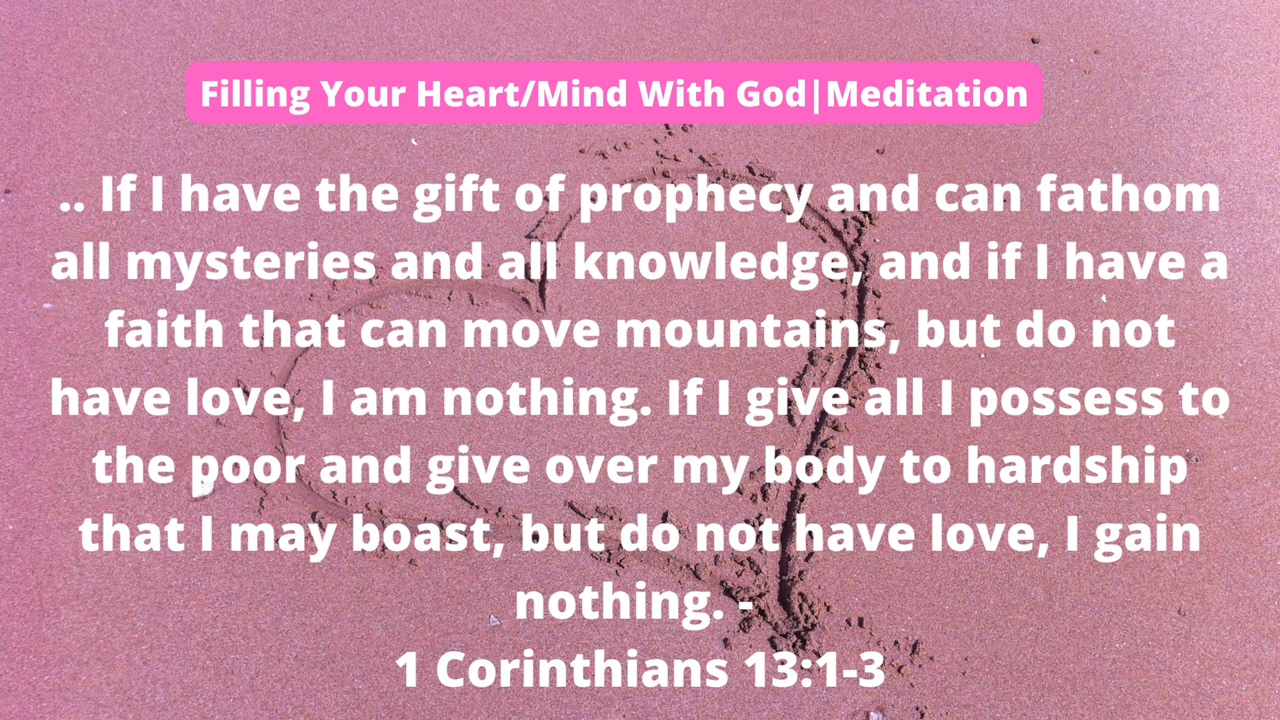 Filling Your Heart/Mind With God|Meditation
.. If I have the gift of prophecy and can fathom
all mysteries and all knowledge, and if I have a
faith that can move mountains, but do not
have love, I am nothing. If I give all I possess to
the poor and give over my body to hardship
that I may boast, but do not have love, I gain
nothing. -
1 Corinthians 13:1-3